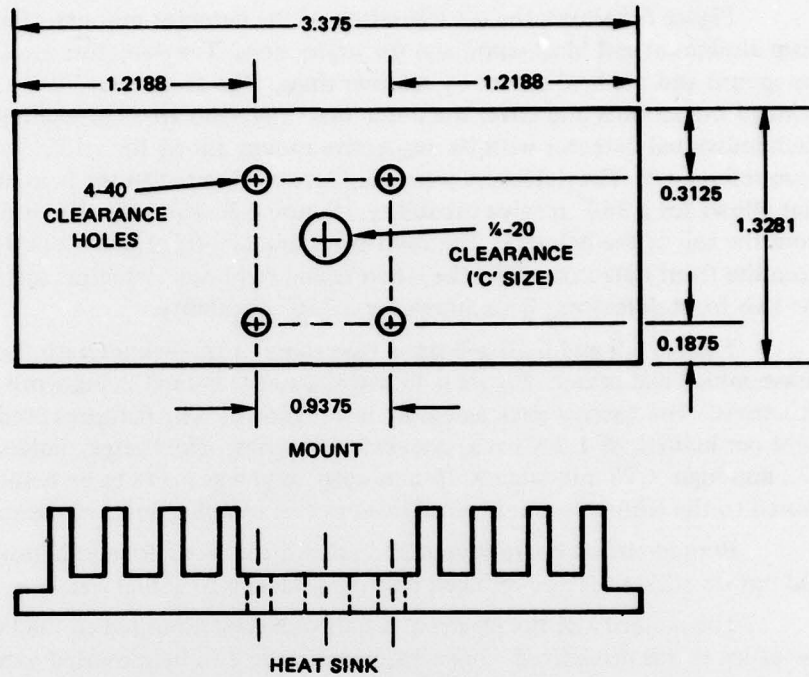 3.375
1.2188
1.2188
4-40
CLEARANCE
HOLES
¼-20
CLEARANCE
('C' SIZE)
0.3125
1.3281
0.1875
0.9375
MOUNT
HEAT SINK